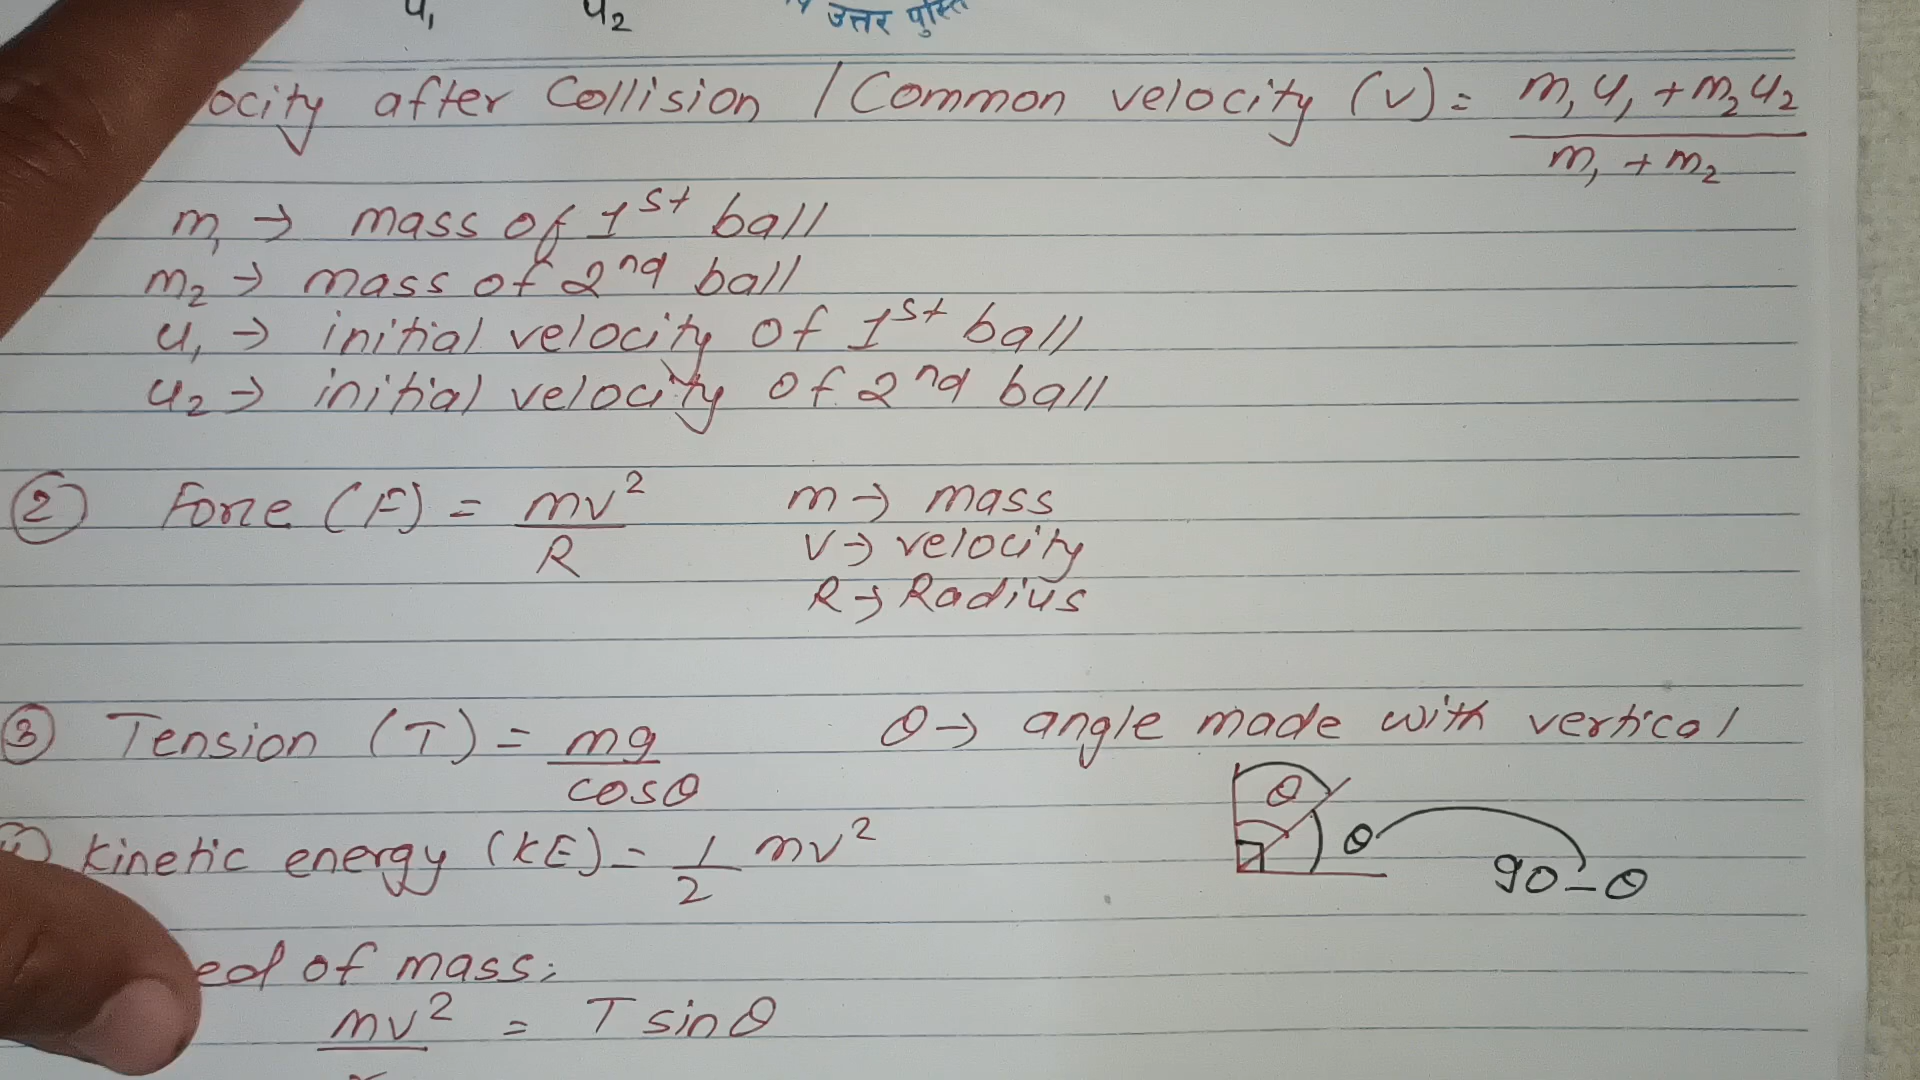 u₁ u₂ उत्तर
after Collision / Common velocity (v) = m₁u₁ + m₂u₂ / m₁ + m₂
m₁ → mass of 1st ball
m₂ → mass of 2nd ball
u₁ → initial velocity of 1st ball
u₂ → initial velocity of 2nd ball
② Force (F) = mv² / R m → mass
v → velocity
R → Radius
③ Tension (T) = mg / cosθ θ → angle made with vertical
θ θ 90-θ
Kinetic energy (KE) = 1/2 mv²
of mass:
mv² = T sinθ